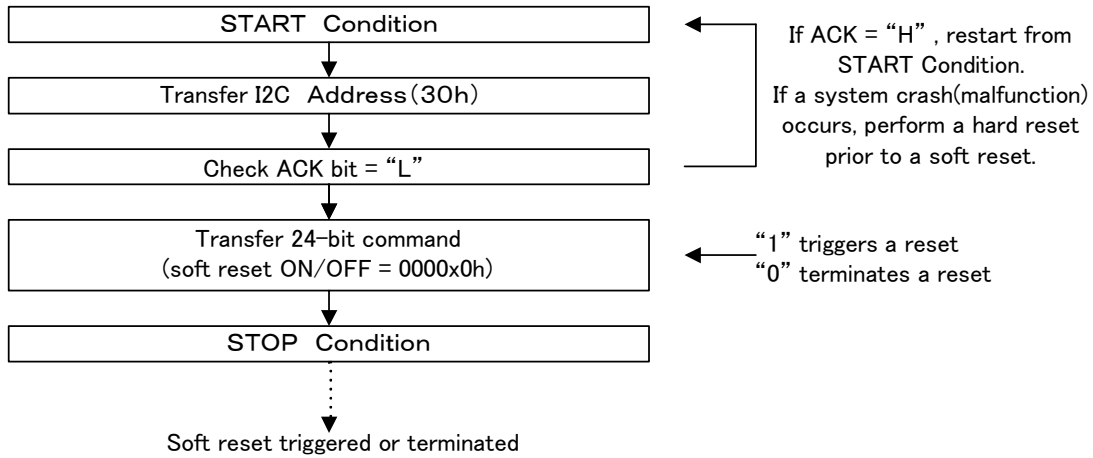 START Condition
If ACK = “H” , restart from
START Condition.
If a system crash(malfunction)
occurs, perform a hard reset
prior to a soft reset.
Transfer I2C Address(30h)
Check ACK bit = “L”
Transfer 24-bit command
(soft reset ON/OFF = 0000x0h)
“1” triggers a reset
“0” terminates a reset
STOP Condition
Soft reset triggered or terminated